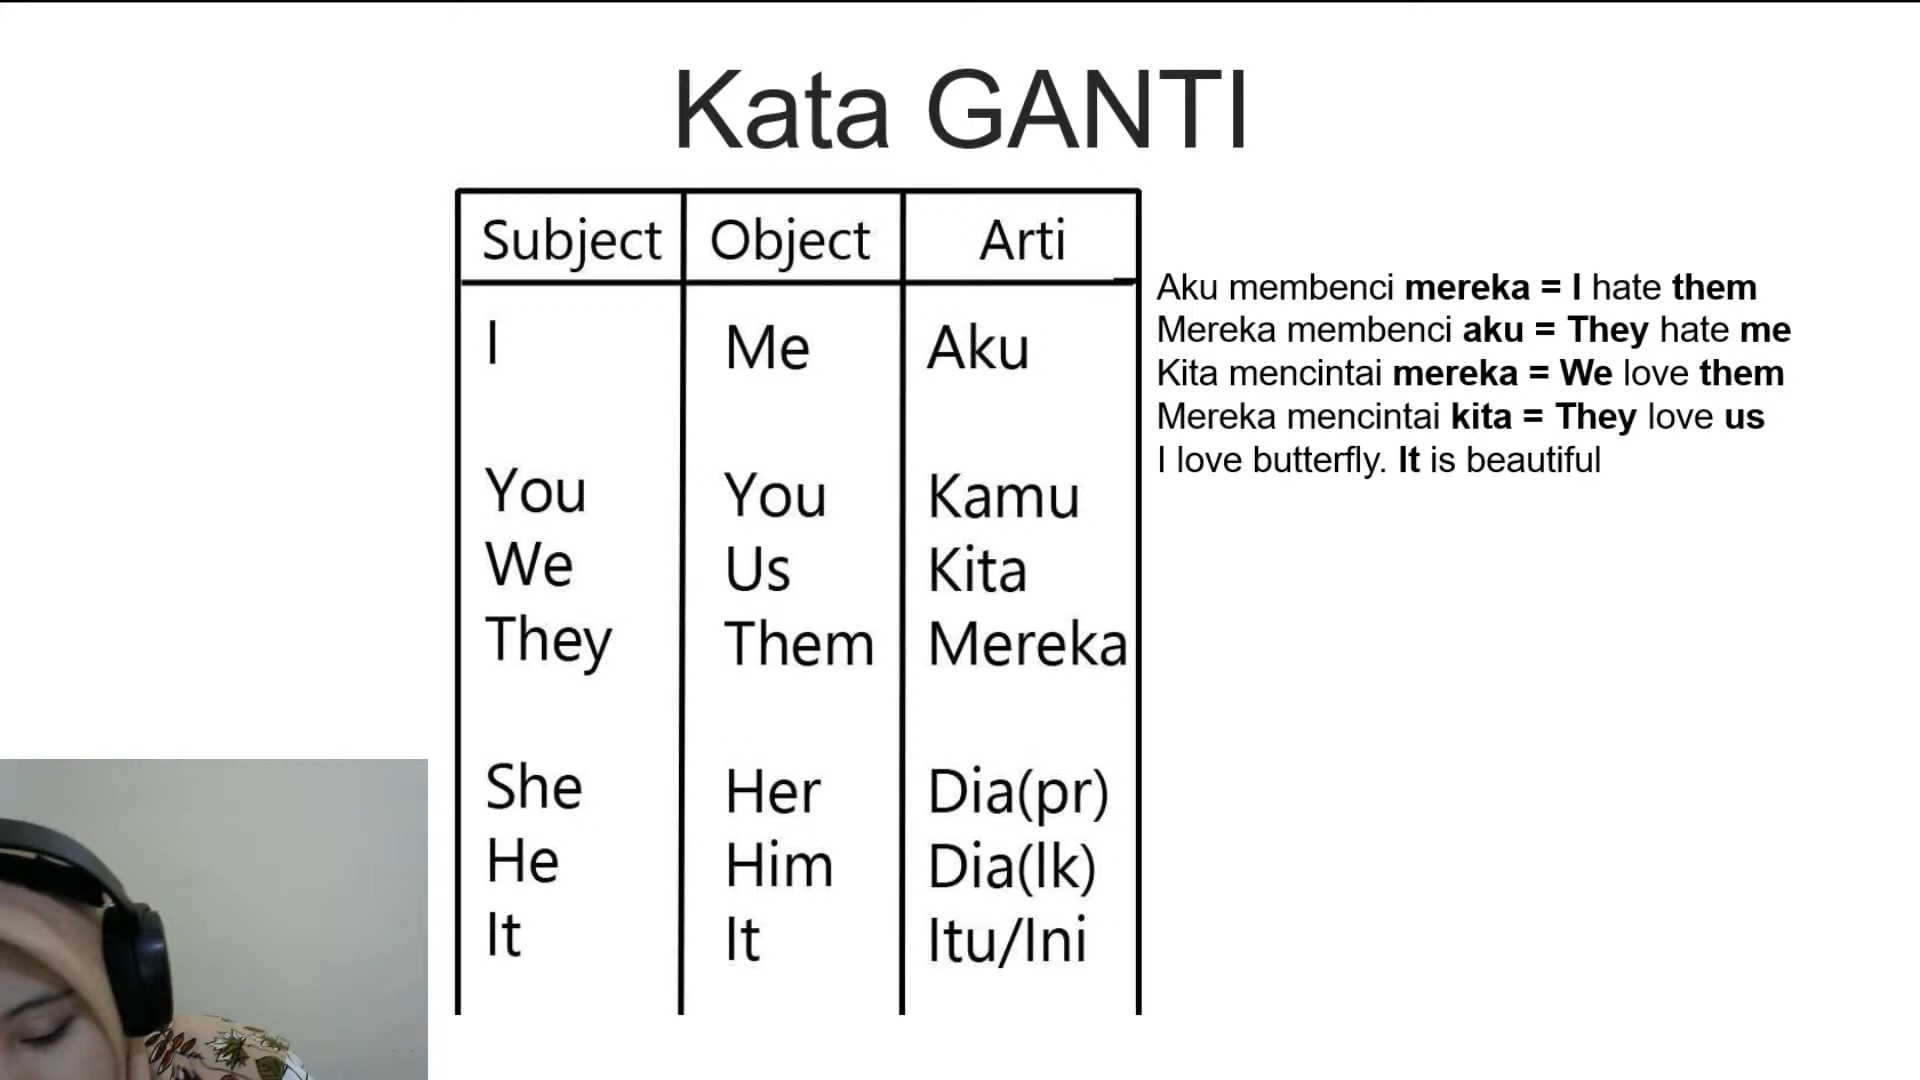 Kata GANTI
Subject Object Arti
I Me Aku
You You Kamu
We Us Kita
They Them Mereka
She Her Dia(pr)
He Him Dia(lk)
It It Itu/Ini
Aku membenci mereka = I hate them
Mereka membenci aku = They hate me
Kita mencintai mereka = We love them
Mereka mencintai kita = They love us
I love butterfly. It is beautiful